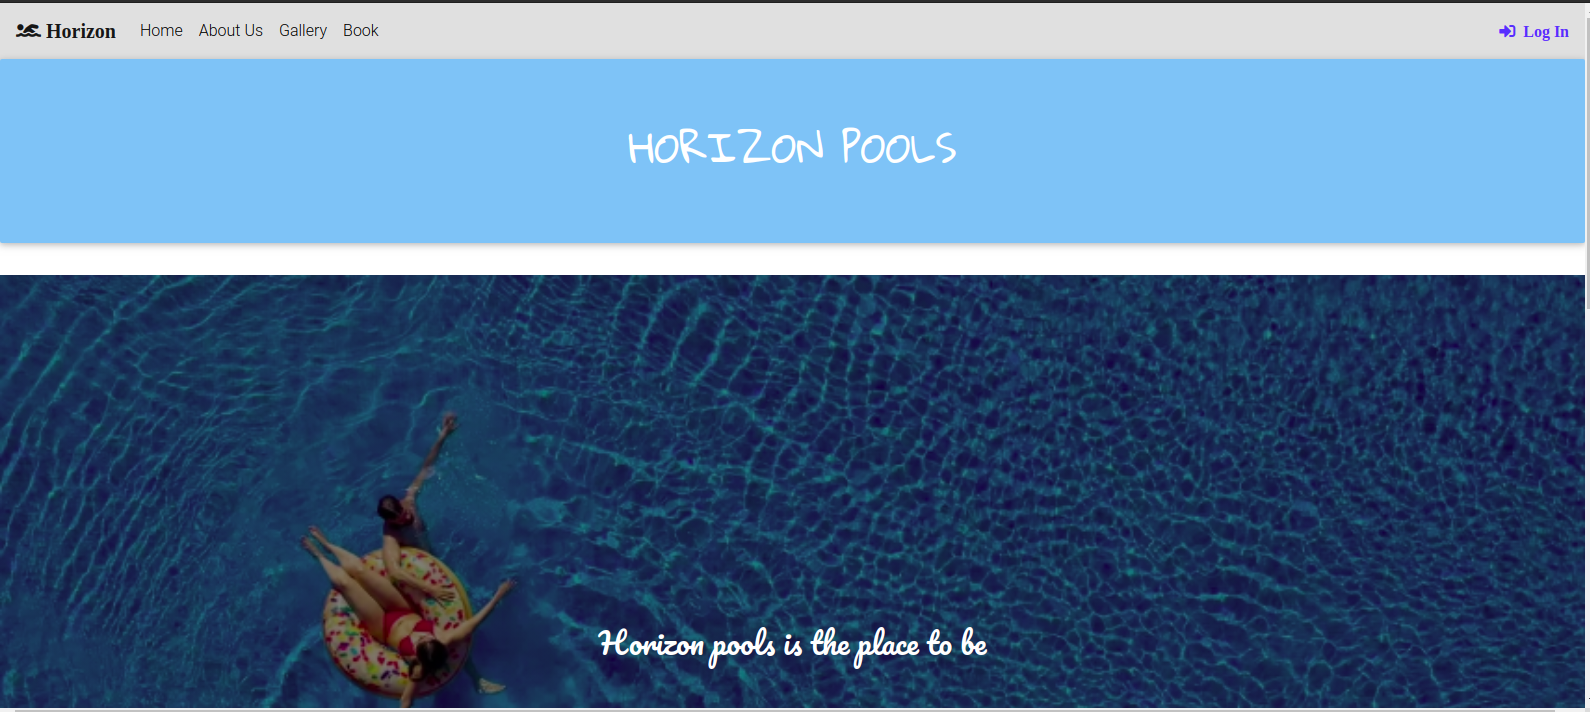 Horizon Home About Us Gallery Book Log In
HORIZON POOLS
Horizon pools is the place to be